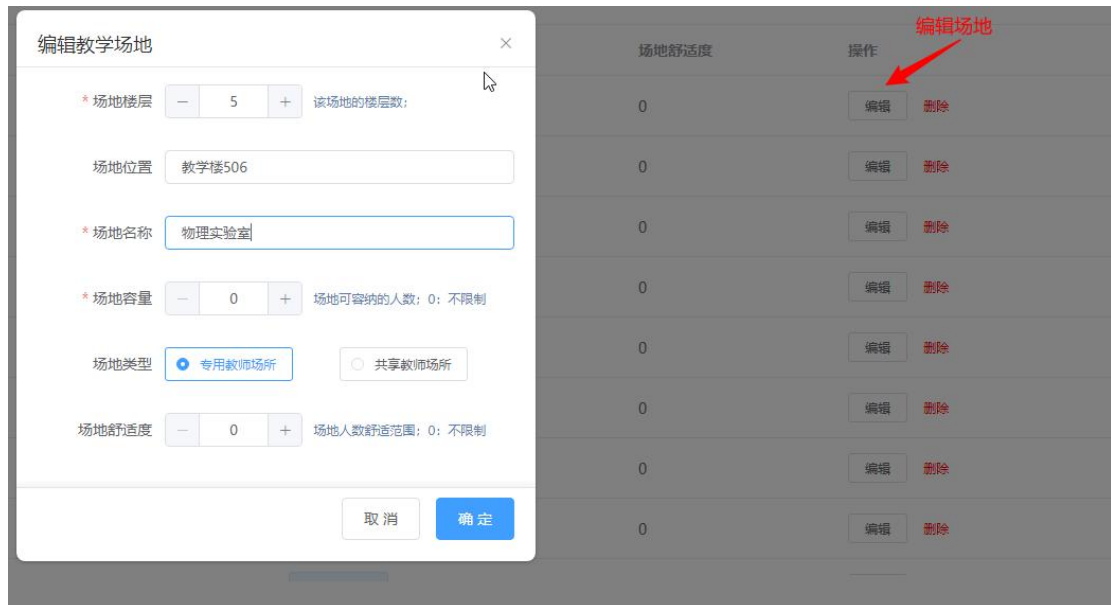 编辑教学场地 ×
* 场地楼层 − 5 + 该场地的楼层数;
场地位置 教学楼506
* 场地名称 物理实验室
* 场地容量 − 0 + 场地可容纳的人数; 0: 不限制
场地类型 专用教师场所 共享教师场所
场地舒适度 − 0 + 场地人数舒适范围; 0: 不限制
取消 确定
编辑场地
场地舒适度 操作
0 编辑 删除
0 编辑 删除
0 编辑 删除
0 编辑 删除
0 编辑 删除
0 编辑 删除
0 编辑 删除
0 编辑 删除